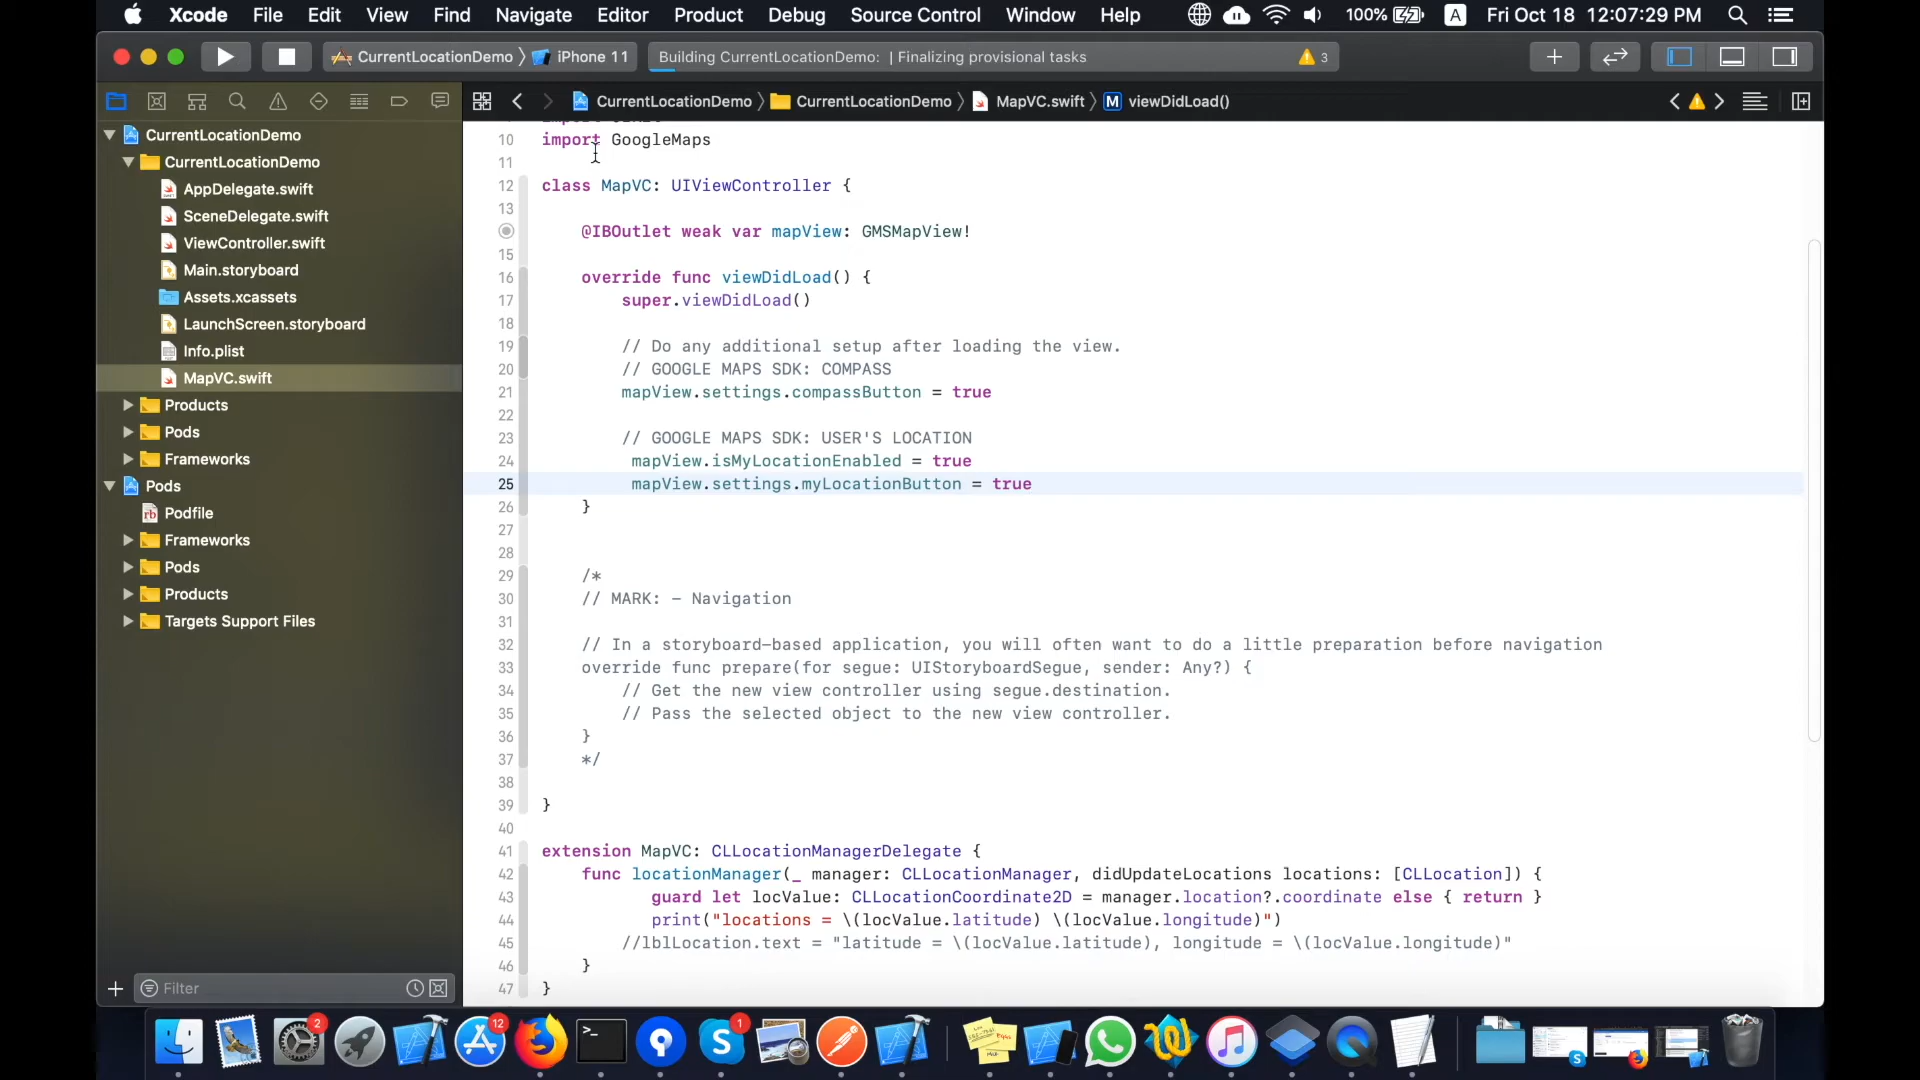 Xcode File Edit View Find Navigate Editor Product Debug Source Control Window Help 100% A Fri Oct 18 12:07:29 PM
CurrentLocationDemo iPhone 11 Building CurrentLocationDemo: | Finalizing provisional tasks 3
CurrentLocationDemo CurrentLocationDemo MapVC.swift M viewDidLoad()
CurrentLocationDemo
CurrentLocationDemo
AppDelegate.swift
SceneDelegate.swift
ViewController.swift
Main.storyboard
Assets.xcassets
LaunchScreen.storyboard
Info.plist
MapVC.swift
Products
Pods
Frameworks
Pods
rb Podfile
Frameworks
Pods
Products
Targets Support Files
Filter
10 import GoogleMaps
11
12 class MapVC: UIViewController {
13
@IBOutlet weak var mapView: GMSMapView!
15
16 override func viewDidLoad() {
17 super.viewDidLoad()
18
19 // Do any additional setup after loading the view.
20 // GOOGLE MAPS SDK: COMPASS
21 mapView.settings.compassButton = true
22
23 // GOOGLE MAPS SDK: USER'S LOCATION
24 mapView.isMyLocationEnabled = true
25 mapView.settings.myLocationButton = true
26 }
27
28
29 /*
30 // MARK: - Navigation
31
32 // In a storyboard-based application, you will often want to do a little preparation before navigation
33 override func prepare(for segue: UIStoryboardSegue, sender: Any?) {
34 // Get the new view controller using segue.destination.
35 // Pass the selected object to the new view controller.
36 }
37 */
38
39 }
40
41 extension MapVC: CLLocationManagerDelegate {
42 func locationManager(_ manager: CLLocationManager, didUpdateLocations locations: [CLLocation]) {
43 guard let locValue: CLLocationCoordinate2D = manager.location?.coordinate else { return }
44 print("locations = \(locValue.latitude) \(locValue.longitude)")
45 //lblLocation.text = "latitude = \(locValue.latitude), longitude = \(locValue.longitude)"
46 }
47 }
2
12
1